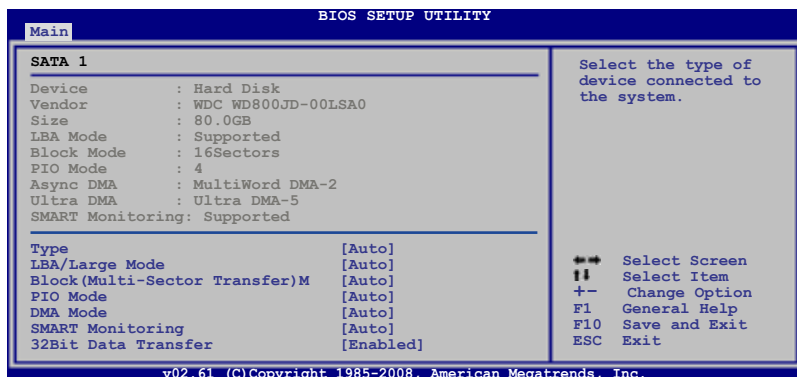 BIOS SETUP UTILITY
Main
SATA 1
Device : Hard Disk
Vendor : WDC WD800JD-00LSA0
Size : 80.0GB
LBA Mode : Supported
Block Mode : 16Sectors
PIO Mode : 4
Async DMA : MultiWord DMA-2
Ultra DMA : Ultra DMA-5
SMART Monitoring: Supported
Type [Auto]
LBA/Large Mode [Auto]
Block(Multi-Sector Transfer)M [Auto]
PIO Mode [Auto]
DMA Mode [Auto]
SMART Monitoring [Auto]
32Bit Data Transfer [Enabled]
Select the type of
device connected to
the system.
←→ Select Screen
↑↓ Select Item
+- Change Option
F1 General Help
F10 Save and Exit
ESC Exit
v02.61 (C)Copyright 1985-2008, American Megatrends, Inc.